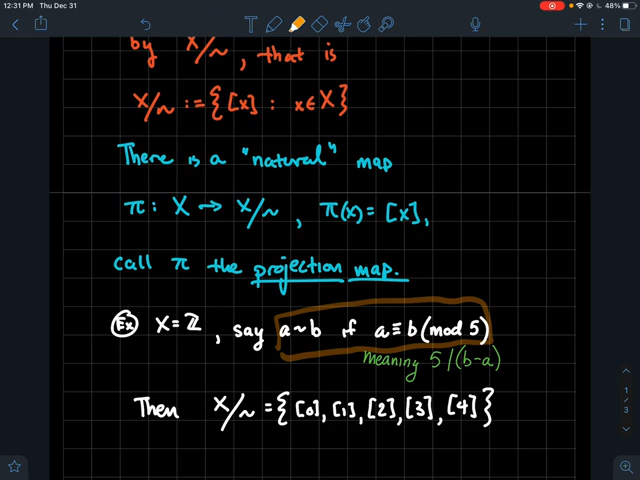 12:31 PM Thu Dec 31
48%
by X/~, that is
X/~ := {[x] : x ∈ X}
There is a "natural" map
π: X → X/~, π(x) = [x],
call π the projection map.
Ex X = ℤ, say a ~ b if a ≡ b (mod 5)
meaning 5 | (b-a)
Then X/~ = {[0], [1], [2], [3], [4]}
1
/
3